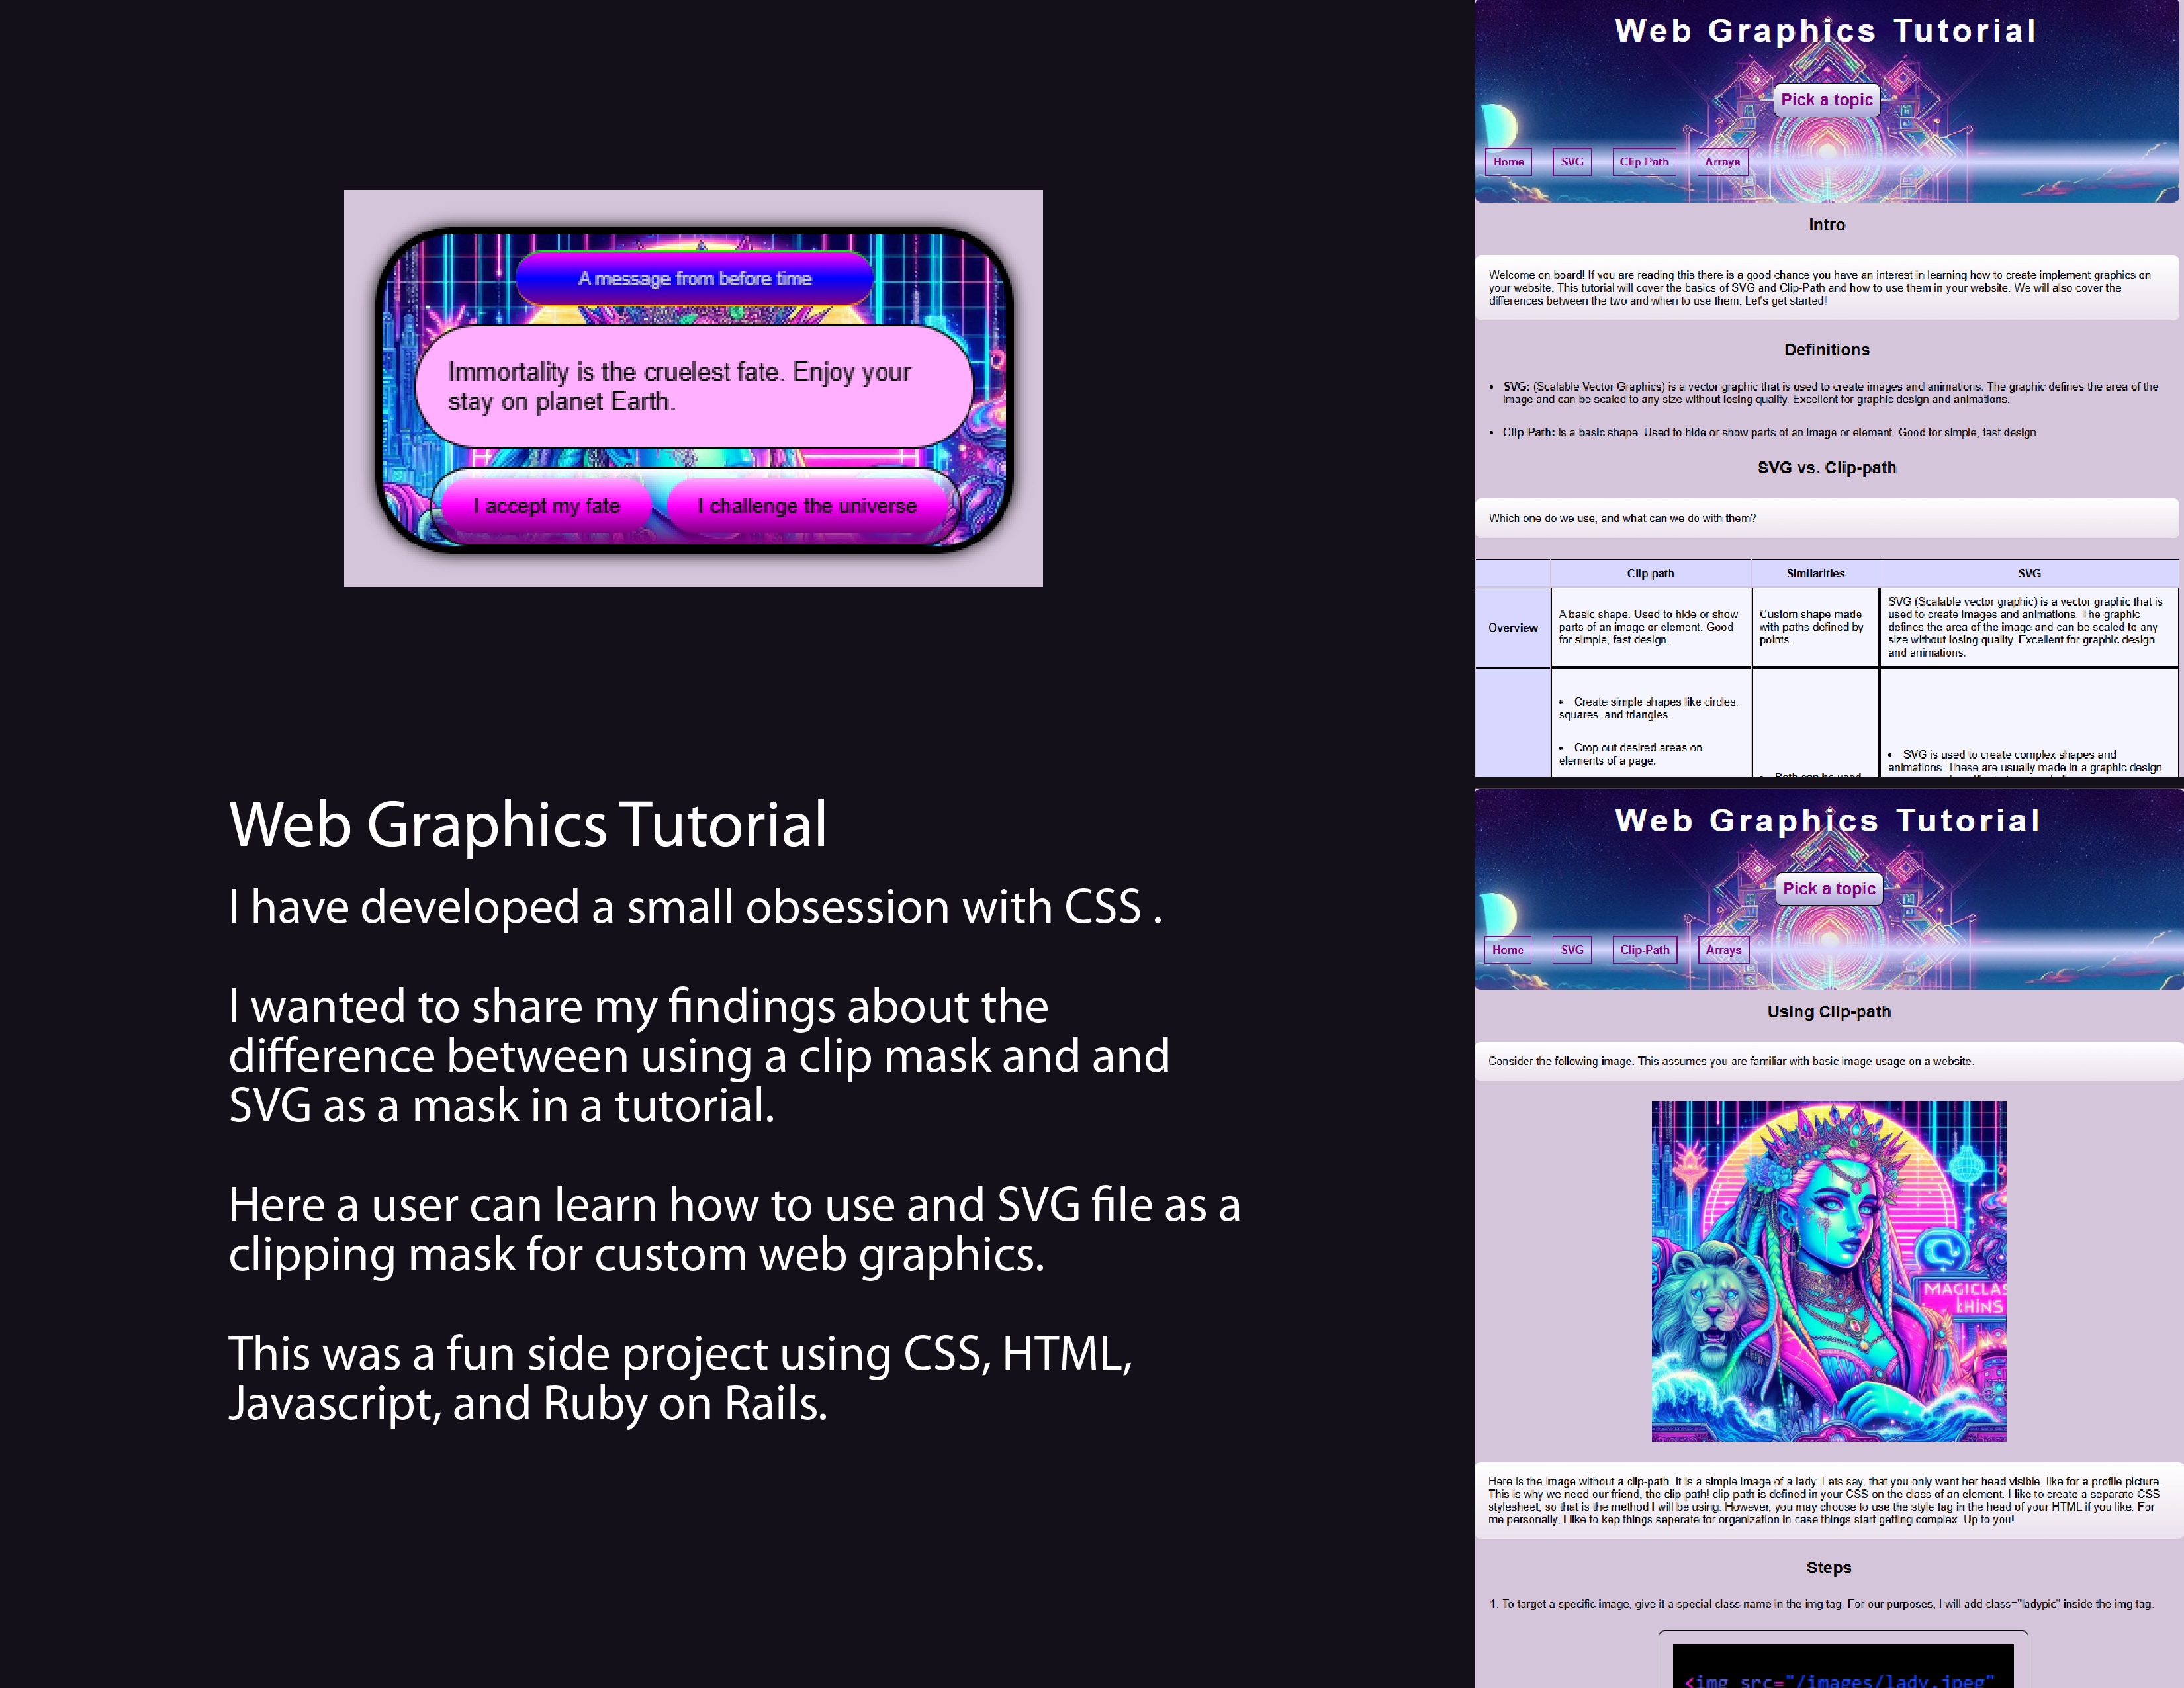 A message from before time
Immortality is the cruelest fate. Enjoy your
stay on planet Earth.
I accept my fate
I challenge the universe
Web Graphics Tutorial
I have developed a small obsession with CSS .
I wanted to share my findings about the
difference between using a clip mask and and
SVG as a mask in a tutorial.
Here a user can learn how to use and SVG file as a
clipping mask for custom web graphics.
This was a fun side project using CSS, HTML,
Javascript, and Ruby on Rails.
Web Graphics Tutorial
Pick a topic
Home SVG Clip-Path Arrays
Intro
Welcome on board! If you are reading this there is a good chance you have an interest in learning how to create implement graphics on
your website. This tutorial will cover the basics of SVG and Clip-Path and how to use them in your website. We will also cover the
differences between the two and when to use them. Let's get started!
Definitions
• SVG: (Scalable Vector Graphics) is a vector graphic that is used to create images and animations. The graphic defines the area of the
image and can be scaled to any size without losing quality. Excellent for graphic design and animations.
• Clip-Path: is a basic shape. Used to hide or show parts of an image or element. Good for simple, fast design.
SVG vs. Clip-path
Which one do we use, and what can we do with them?
Clip path Similarities SVG
Overview
A basic shape. Used to hide or show
parts of an image or element. Good
for simple, fast design.
Custom shape made
with paths defined by
points.
SVG (Scalable vector graphic) is a vector graphic that is
used to create images and animations. The graphic
defines the area of the image and can be scaled to any
size without losing quality. Excellent for graphic design
and animations.
• Create simple shapes like circles,
squares, and triangles.
• Crop out desired areas on
elements of a page.
• Both can be used
• SVG is used to create complex shapes and
animations. These are usually made in a graphic design
Web Graphics Tutorial
Pick a topic
Home SVG Clip-Path Arrays
Using Clip-path
Consider the following image. This assumes you are familiar with basic image usage on a website.
MAGICLAS
kHINS
Here is the image without a clip-path. It is a simple image of a lady. Lets say, that you only want her head visible, like for a profile picture.
This is why we need our friend, the clip-path! clip-path is defined in your CSS on the class of an element. I like to create a separate CSS
stylesheet, so that is the method I will be using. However, you may choose to use the style tag in the head of your HTML if you like. For
me personally, I like to kep things seperate for organization in case things start getting complex. Up to you!
Steps
1. To target a specific image, give it a special class name in the img tag. For our purposes, I will add class="ladypic" inside the img tag.
<img src="/images/lady.jpeg"